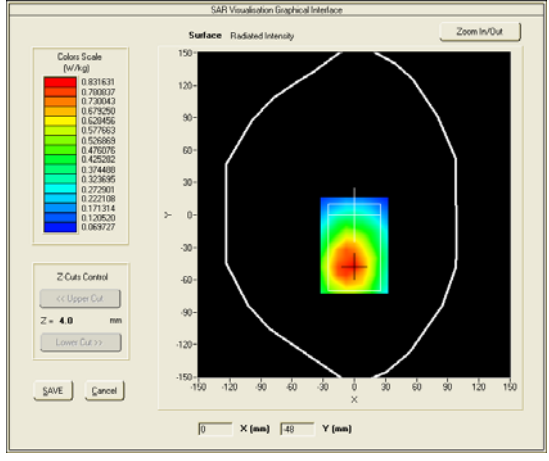 SAR Visualisation Graphical Interface
Surface Radiated Intensity
Zoom In/Out
Colors Scale
(W/kg)
0.831631
0.780837
0.730043
0.679250
0.628456
0.577663
0.526869
0.476076
0.425282
0.374488
0.323695
0.272901
0.222108
0.171314
0.120520
0.069727
Z Cuts Control
<< Upper Cut
Z = 4.0 mm
Lower Cut >>
SAVE Cancel
150
120
90
60
30
0
-30
-60
-90
-120
-150
Y
-150 -120 -90 -60 -30 0 30 60 90 120 150
X
0 X (mm) -48 Y (mm)